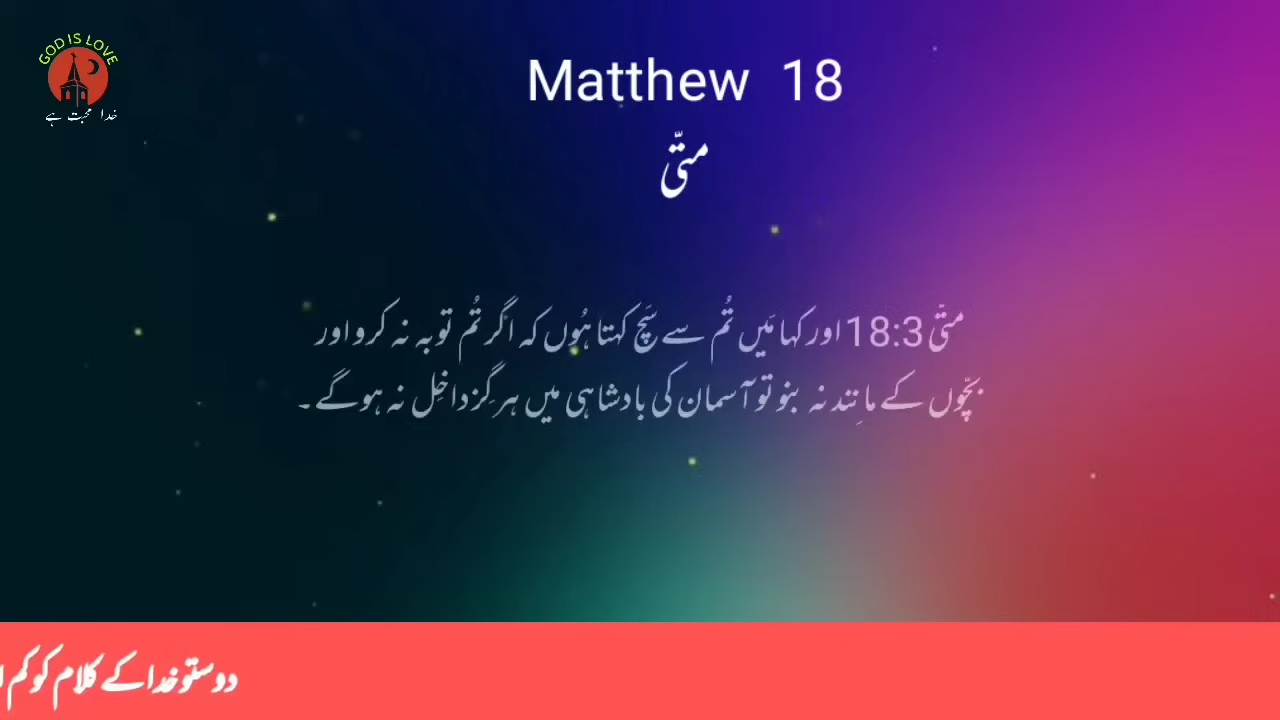 GOD IS LOVE
خدا محبت ہے
Matthew 18
متّی
متّی 18:3 اور کہا مَیں تُم سے سَچ کہتا ہُوں کہ اگر تُم توبہ نہ کرو اور
بچّوں کے مانِند نہ بنو تو آسمان کی بادشاہی میں ہرگِز داخِل نہ ہو گے۔
دوستو خدا کے کلام کو کم